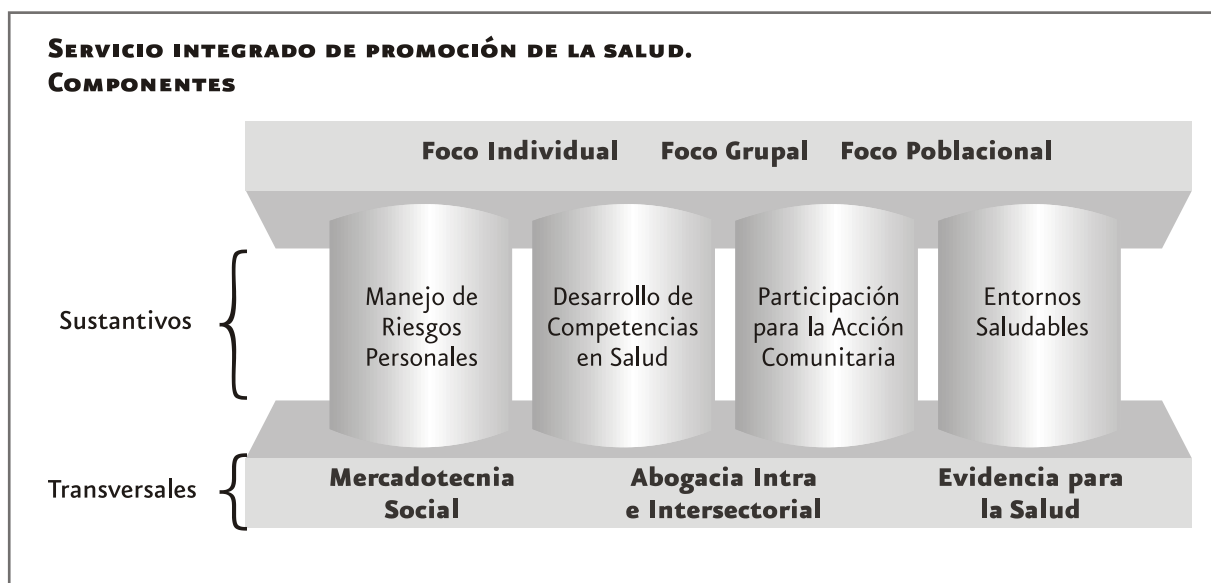 SERVICIO INTEGRADO DE PROMOCIÓN DE LA SALUD.
COMPONENTES
Foco Individual Foco Grupal Foco Poblacional
Sustantivos
Manejo de
Riesgos
Personales
Desarrollo de
Competencias
en Salud
Participación
para la Acción
Comunitaria
Entornos
Saludables
Transversales
Mercadotecnia
Social
Abogacia Intra
e Intersectorial
Evidencia para
la Salud